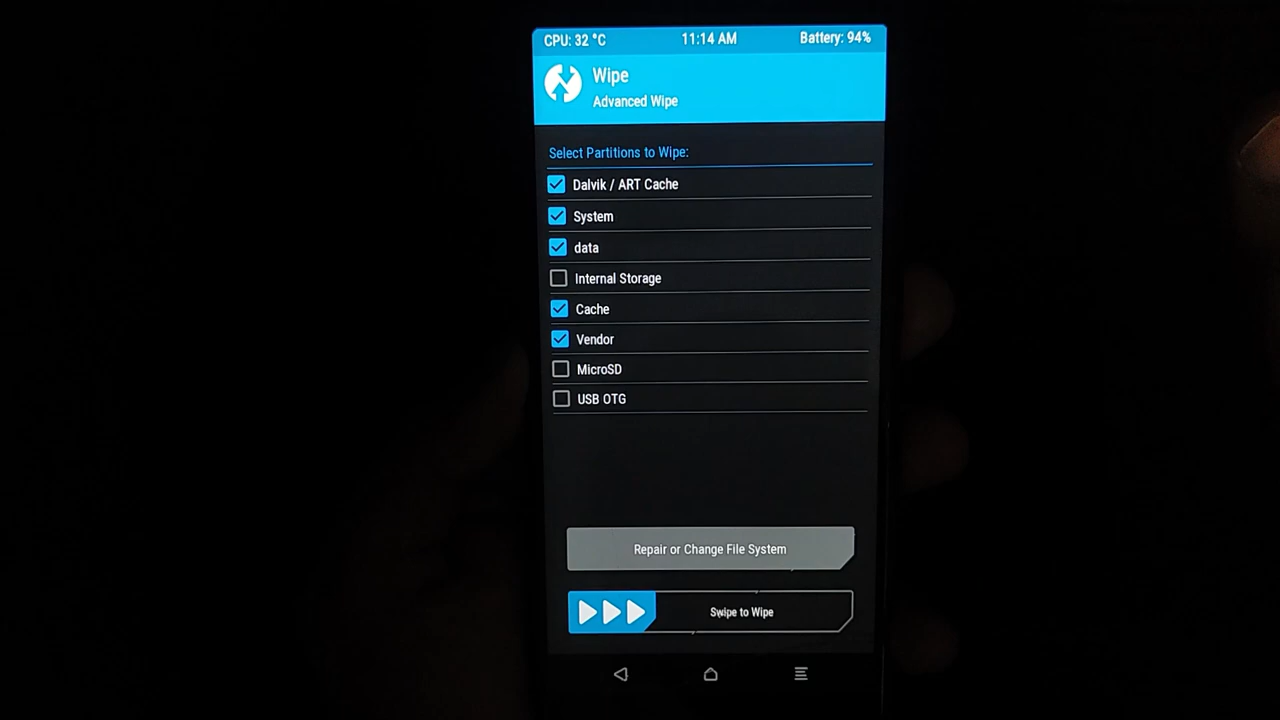 CPU: 32 °C 11:14 AM Battery: 94%
Wipe
Advanced Wipe
Select Partitions to Wipe:
Dalvik / ART Cache
System
data
Internal Storage
Cache
Vendor
MicroSD
USB OTG
Repair or Change File System
Swipe to Wipe